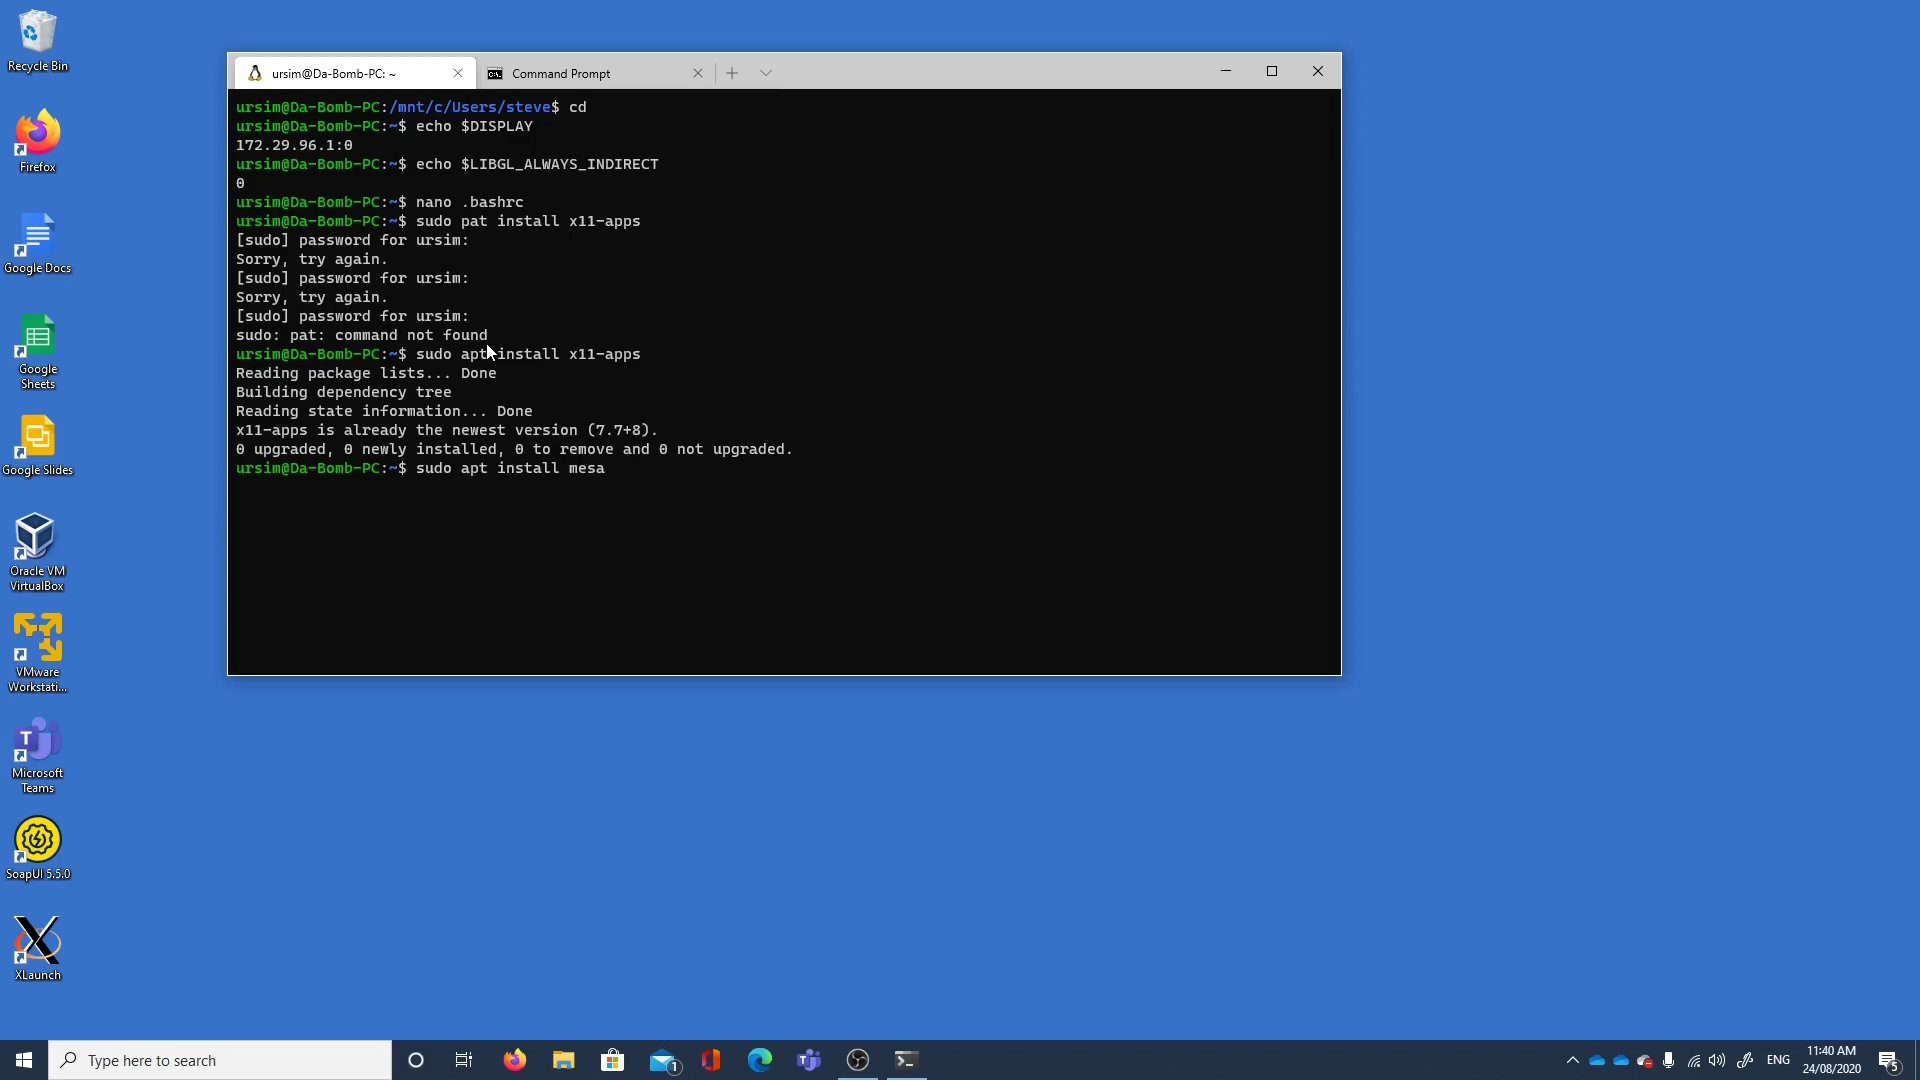 Recycle Bin
Firefox
Google Docs
Google
Sheets
Google Slides
Oracle VM
VirtualBox
VMware
Workstati...
Microsoft
Teams
SoapUI 5.5.0
XLaunch
ursim@Da-Bomb-PC: ~
Command Prompt
ursim@Da-Bomb-PC:/mnt/c/Users/steve$ cd
ursim@Da-Bomb-PC:~$ echo $DISPLAY
172.29.96.1:0
ursim@Da-Bomb-PC:~$ echo $LIBGL_ALWAYS_INDIRECT
0
ursim@Da-Bomb-PC:~$ nano .bashrc
ursim@Da-Bomb-PC:~$ sudo pat install x11-apps
[sudo] password for ursim:
Sorry, try again.
[sudo] password for ursim:
Sorry, try again.
[sudo] password for ursim:
sudo: pat: command not found
ursim@Da-Bomb-PC:~$ sudo apt install x11-apps
Reading package lists... Done
Building dependency tree
Reading state information... Done
x11-apps is already the newest version (7.7+8).
0 upgraded, 0 newly installed, 0 to remove and 0 not upgraded.
ursim@Da-Bomb-PC:~$ sudo apt install mesa
Type here to search
1
ENG
11:40 AM
24/08/2020
5